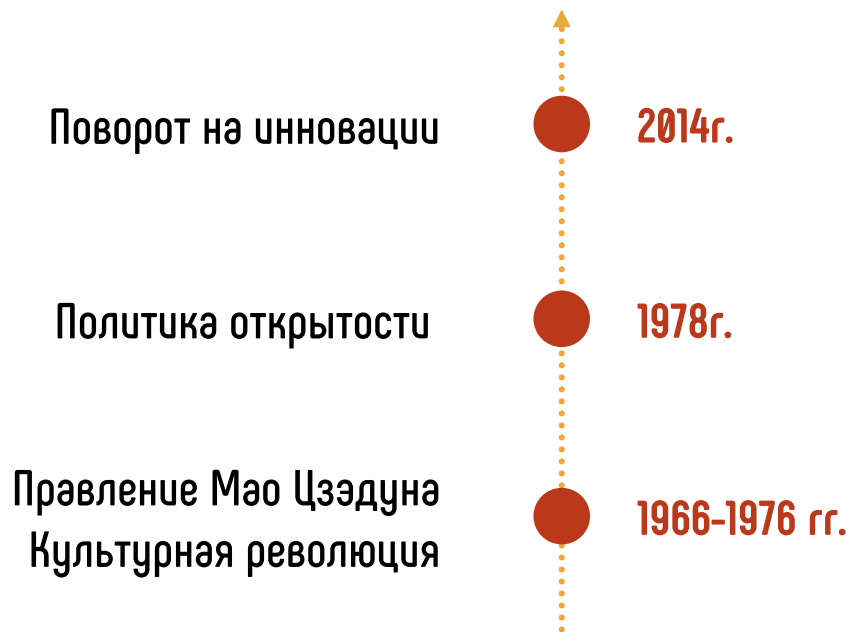 Поворот на инновации
2014г.
Политика открытости
1978г.
Правление Мао Цзэдуна
Культурная революция
1966-1976 гг.